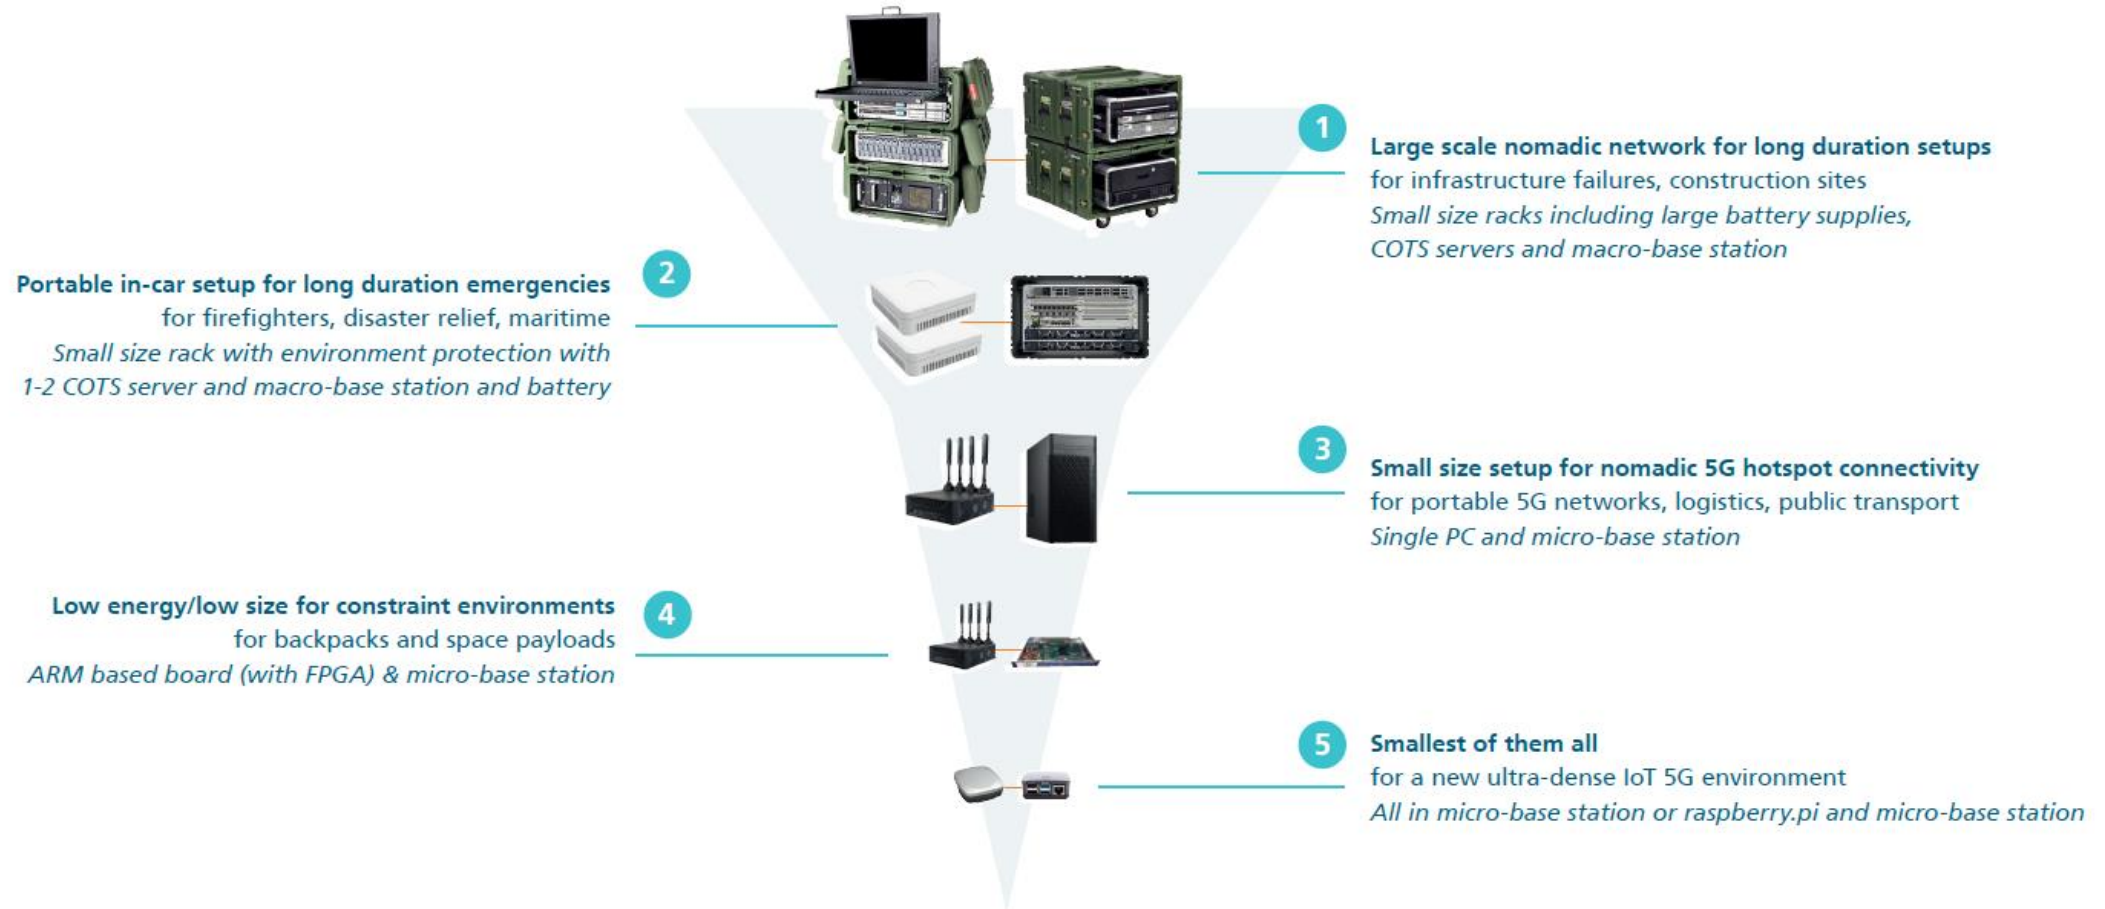 1
Large scale nomadic network for long duration setups
for infrastructure failures, construction sites
Small size racks including large battery supplies,
COTS servers and macro-base station
2
Portable in-car setup for long duration emergencies
for firefighters, disaster relief, maritime
Small size rack with environment protection with
1-2 COTS server and macro-base station and battery
3
Small size setup for nomadic 5G hotspot connectivity
for portable 5G networks, logistics, public transport
Single PC and micro-base station
4
Low energy/low size for constraint environments
for backpacks and space payloads
ARM based board (with FPGA) & micro-base station
5
Smallest of them all
for a new ultra-dense IoT 5G environment
All in micro-base station or raspberry.pi and micro-base station